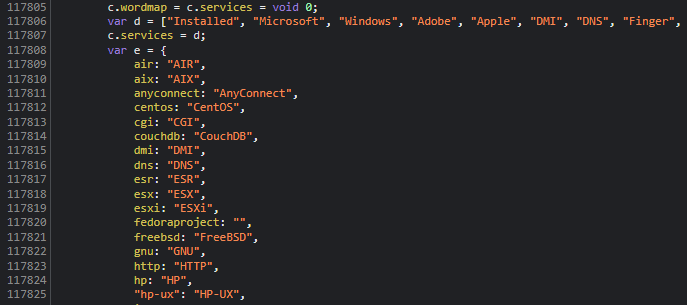 117805 c.wordmap = c.services = void 0;
117806 var d = ["Installed", "Microsoft", "Windows", "Adobe", "Apple", "DMI", "DNS", "Finger",
117807 c.services = d;
117808 var e = {
117809 air: "AIR",
117810 aix: "AIX",
117811 anyconnect: "AnyConnect",
117812 centos: "CentOS",
117813 cgi: "CGI",
117814 couchdb: "CouchDB",
117815 dmi: "DMI",
117816 dns: "DNS",
117817 esr: "ESR",
117818 esx: "ESX",
117819 esxi: "ESXi",
117820 fedoraproject: "",
117821 freebsd: "FreeBSD",
117822 gnu: "GNU",
117823 http: "HTTP",
117824 hp: "HP",
117825 "hp-ux": "HP-UX",